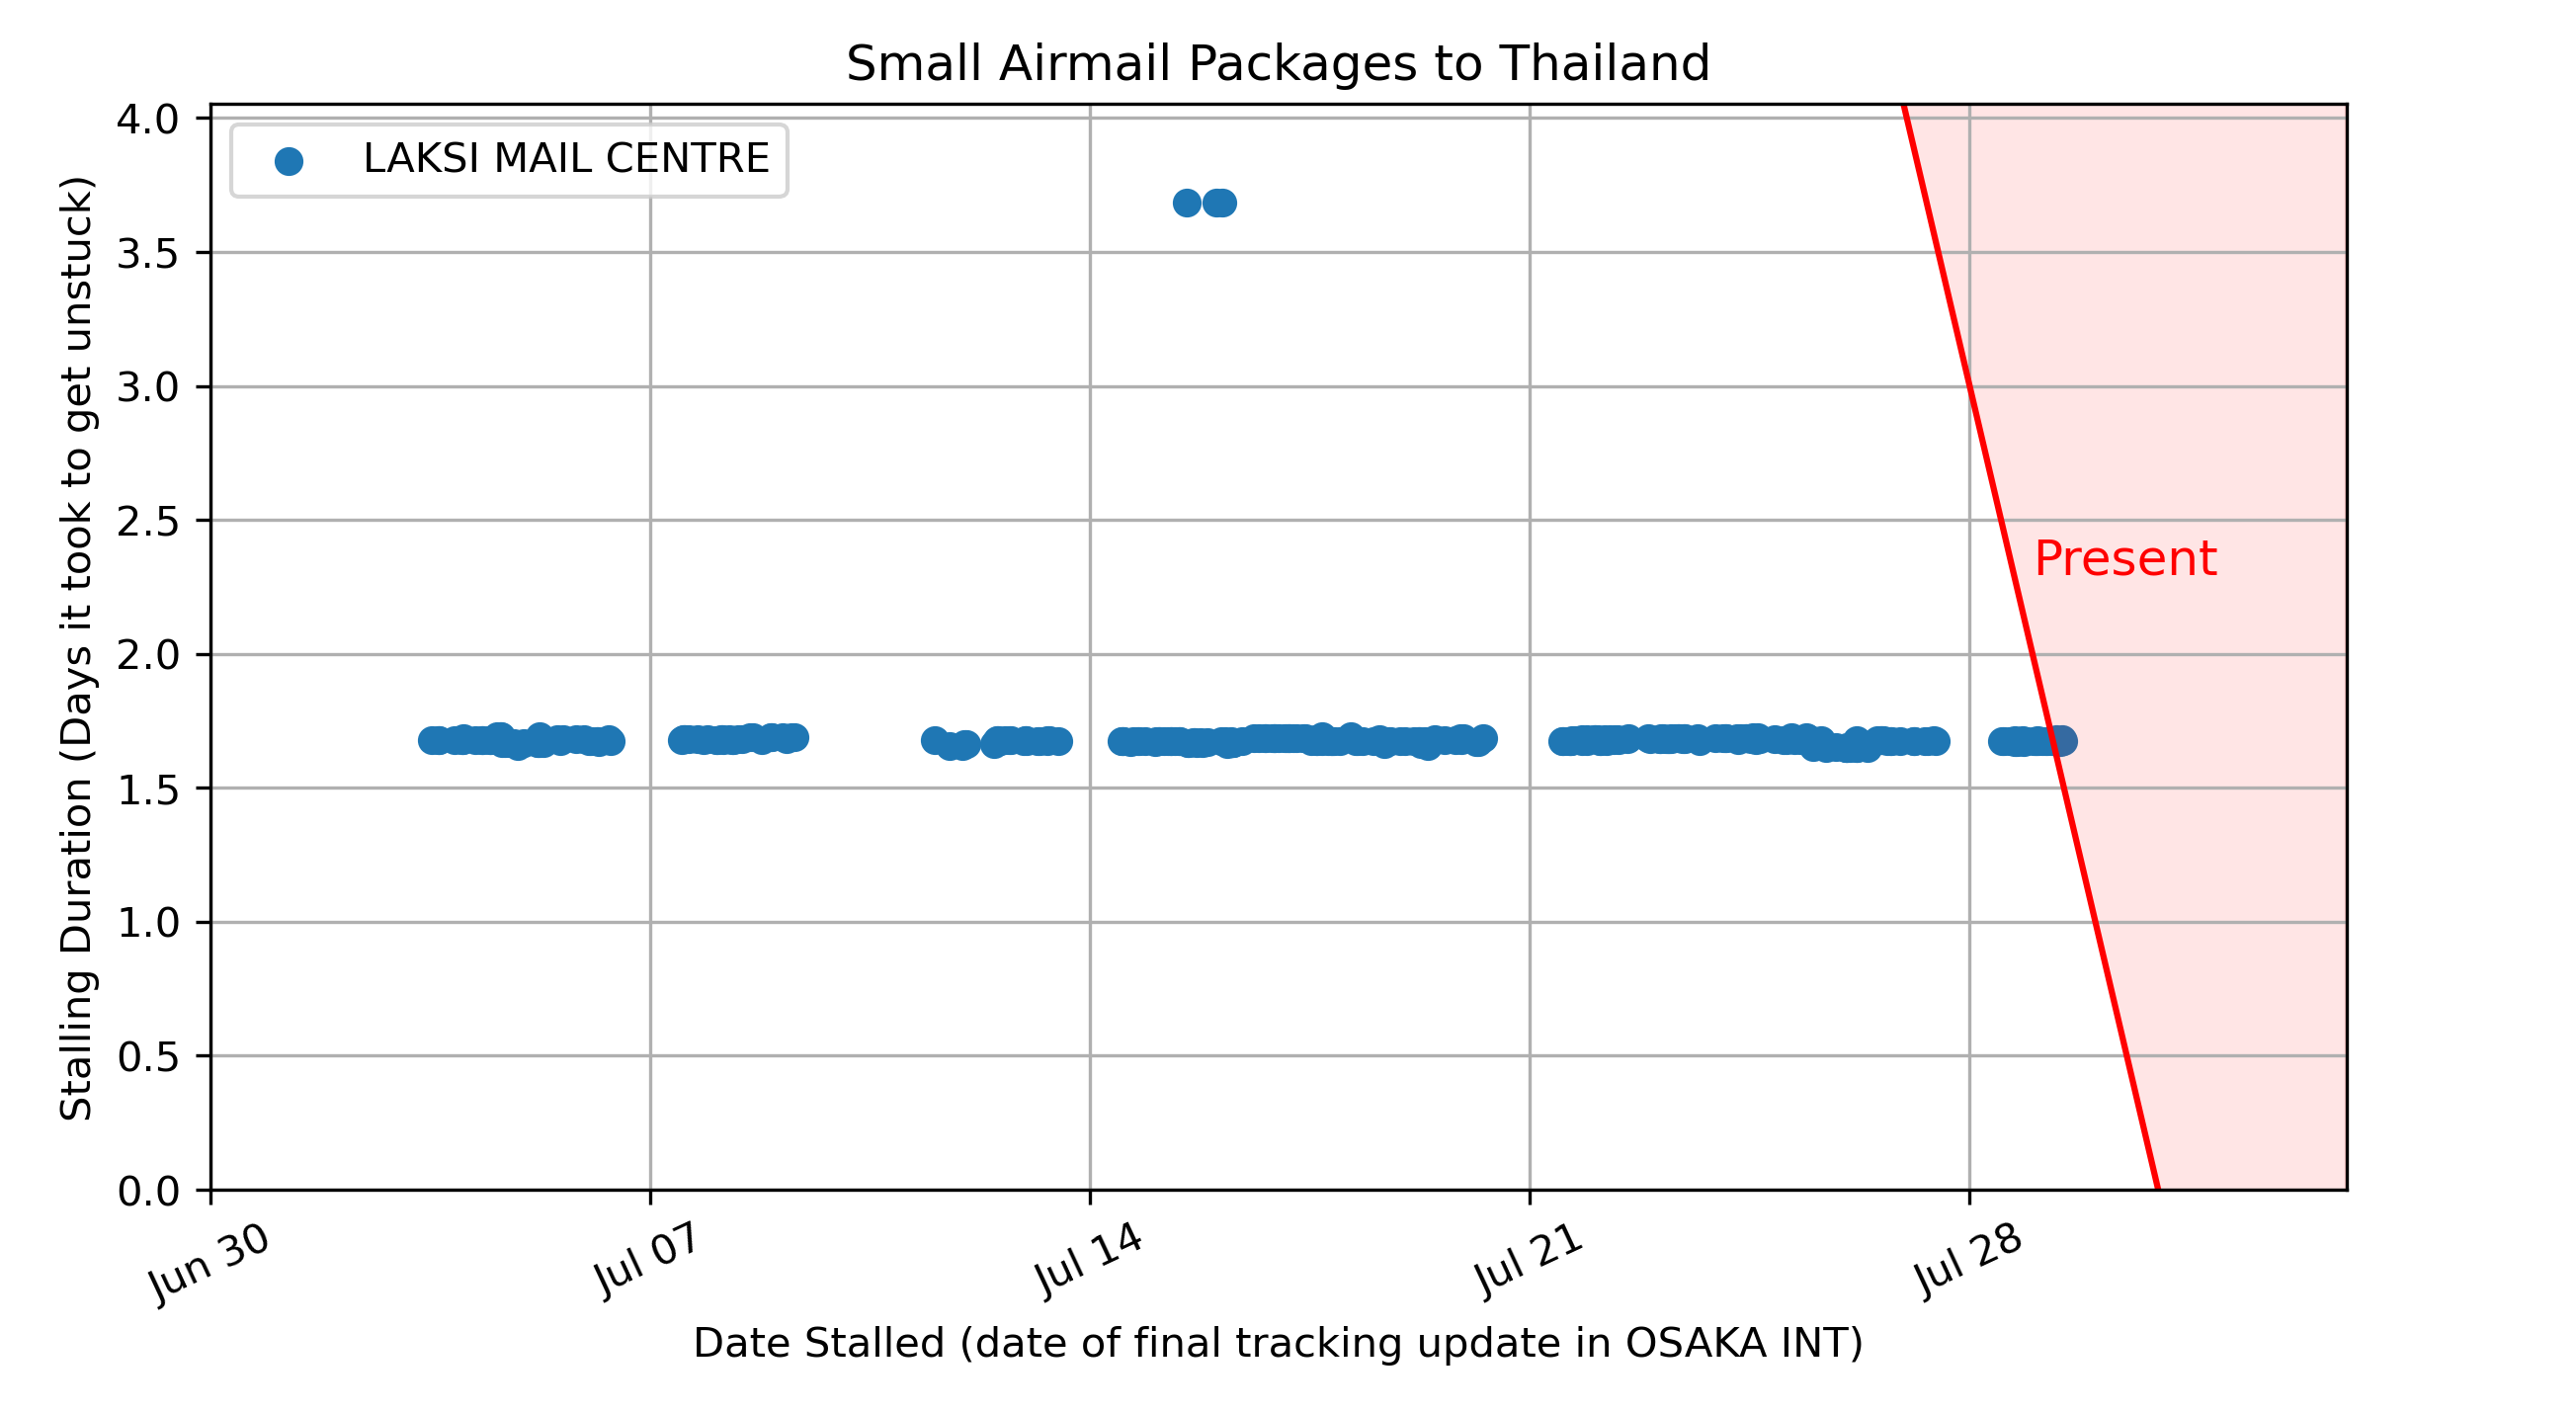 Small Airmail Packages to Thailand
LAKSI MAIL CENTRE
Present
Stalling Duration (Days it took to get unstuck)
4.0
3.5
3.0
2.5
2.0
1.5
1.0
0.5
0.0
Jun 30
Jul 07
Jul 14
Jul 21
Jul 28
Date Stalled (date of final tracking update in OSAKA INT)